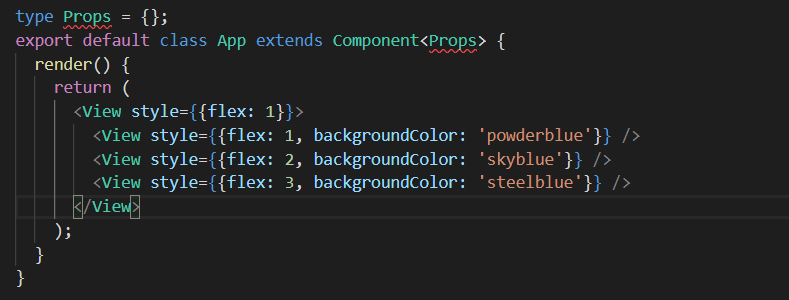 type Props = {};
export default class App extends Component<Props> {
render() {
return (
<View style={{flex: 1}}>
<View style={{flex: 1, backgroundColor: 'powderblue'}} />
<View style={{flex: 2, backgroundColor: 'skyblue'}} />
<View style={{flex: 3, backgroundColor: 'steelblue'}} />
</View>
);
}
}